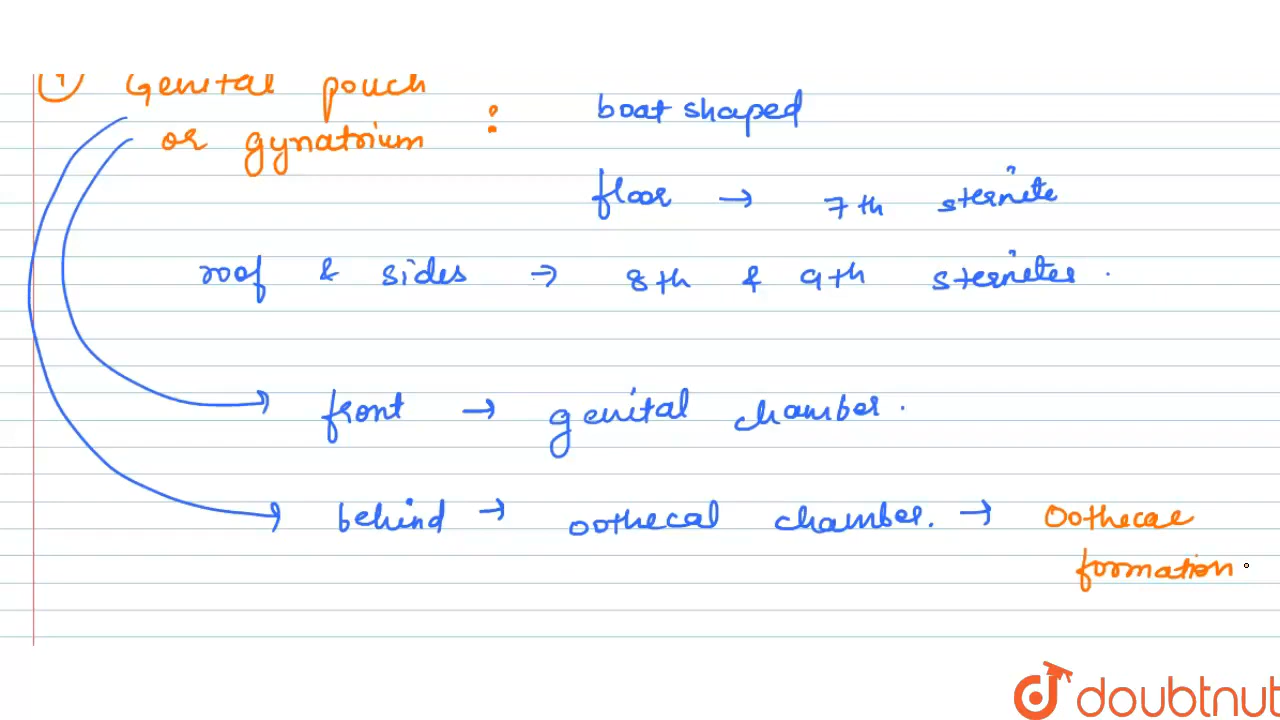 ④ Genital pouch
or gynatrium : boat shaped
floor → 7th sternite
roof & sides → 8th & 9th sternites.
front → genital chamber.
behind → oothecal chamber. → Oothecae
formation
doubtnut